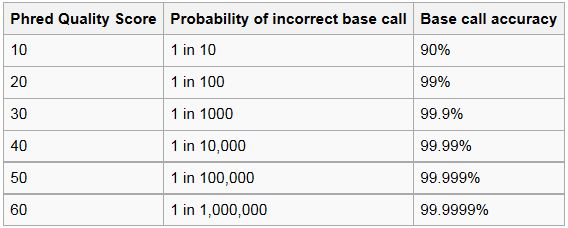 Phred Quality Score Probability of incorrect base call Base call accuracy
10 1 in 10 90%
20 1 in 100 99%
30 1 in 1000 99.9%
40 1 in 10,000 99.99%
50 1 in 100,000 99.999%
60 1 in 1,000,000 99.9999%